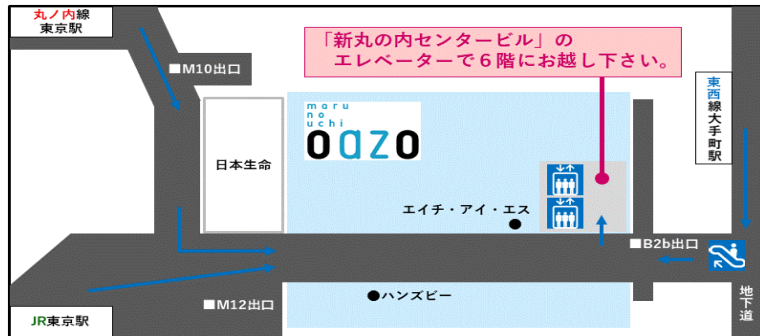 丸ノ内線
東京駅
■M10出口
「新丸の内センタービル」の
エレベーターで６階にお越し下さい。
maru
no
uchi
oazo
日本生命
エイチ・アイ・エス
東西線大手町駅
■B2b出口
地下道
■M12出口
●ハンズビー
JR東京駅